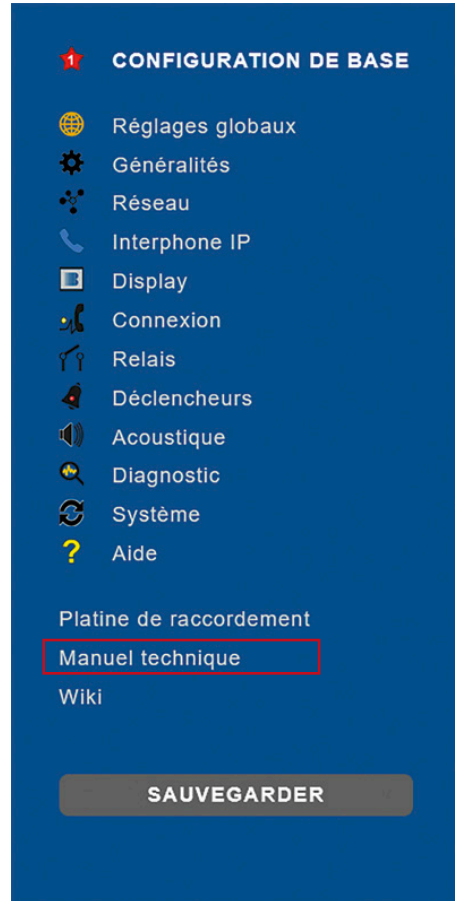 1 CONFIGURATION DE BASE
Réglages globaux
Généralités
Réseau
Interphone IP
Display
Connexion
Relais
Déclencheurs
Acoustique
Diagnostic
Système
? Aide
Platine de raccordement
Manuel technique
Wiki
SAUVEGARDER